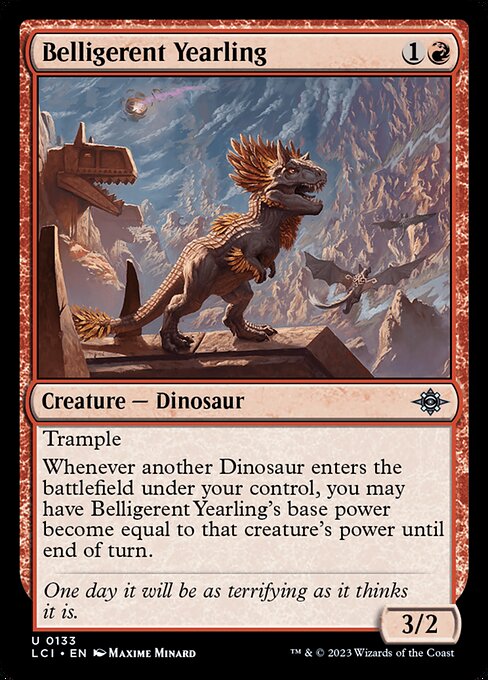 Belligerent Yearling 1
Creature — Dinosaur
Trample
Whenever another Dinosaur enters the
battlefield under your control, you may
have Belligerent Yearling's base power
become equal to that creature's power until
end of turn.
One day it will be as terrifying as it thinks
it is.
3/2
U 0133
LCI • EN Maxime Minard
™ & © 2023 Wizards of the Coast